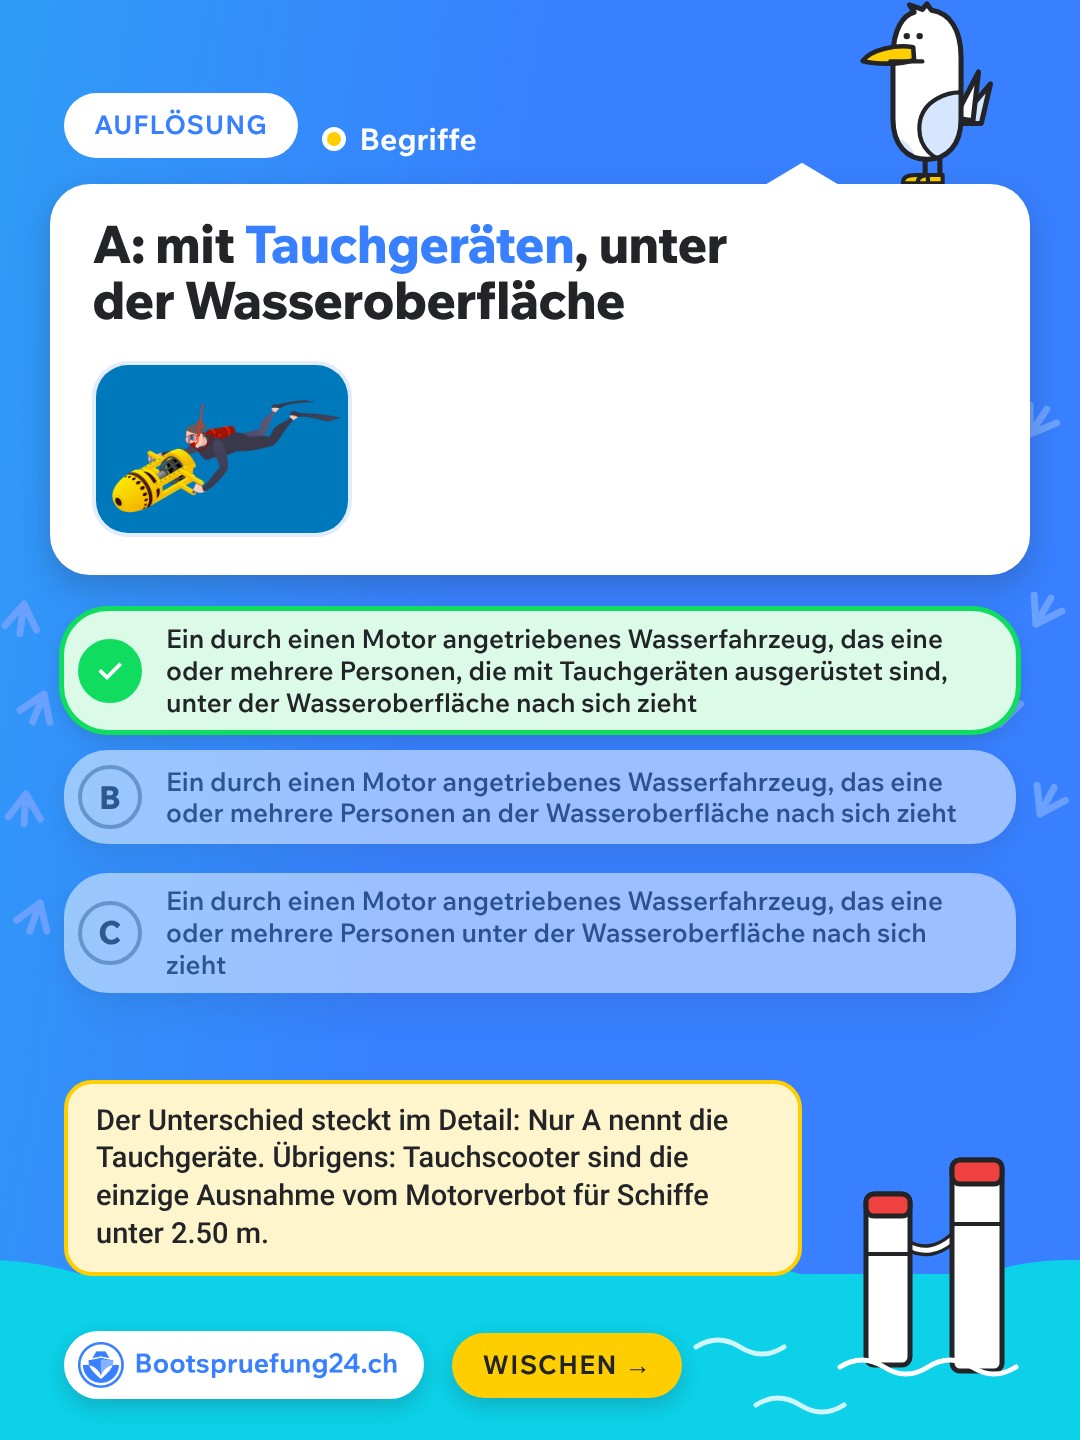 AUFLÖSUNG
Begriffe
A: mit Tauchgeräten, unter
der Wasseroberfläche
Ein durch einen Motor angetriebenes Wasserfahrzeug, das eine
oder mehrere Personen, die mit Tauchgeräten ausgerüstet sind,
unter der Wasseroberfläche nach sich zieht
B
Ein durch einen Motor angetriebenes Wasserfahrzeug, das eine
oder mehrere Personen an der Wasseroberfläche nach sich zieht
C
Ein durch einen Motor angetriebenes Wasserfahrzeug, das eine
oder mehrere Personen unter der Wasseroberfläche nach sich
zieht
Der Unterschied steckt im Detail: Nur A nennt die
Tauchgeräte. Übrigens: Tauchscooter sind die
einzige Ausnahme vom Motorverbot für Schiffe
unter 2.50 m.
Bootspruefung24.ch
WISCHEN →